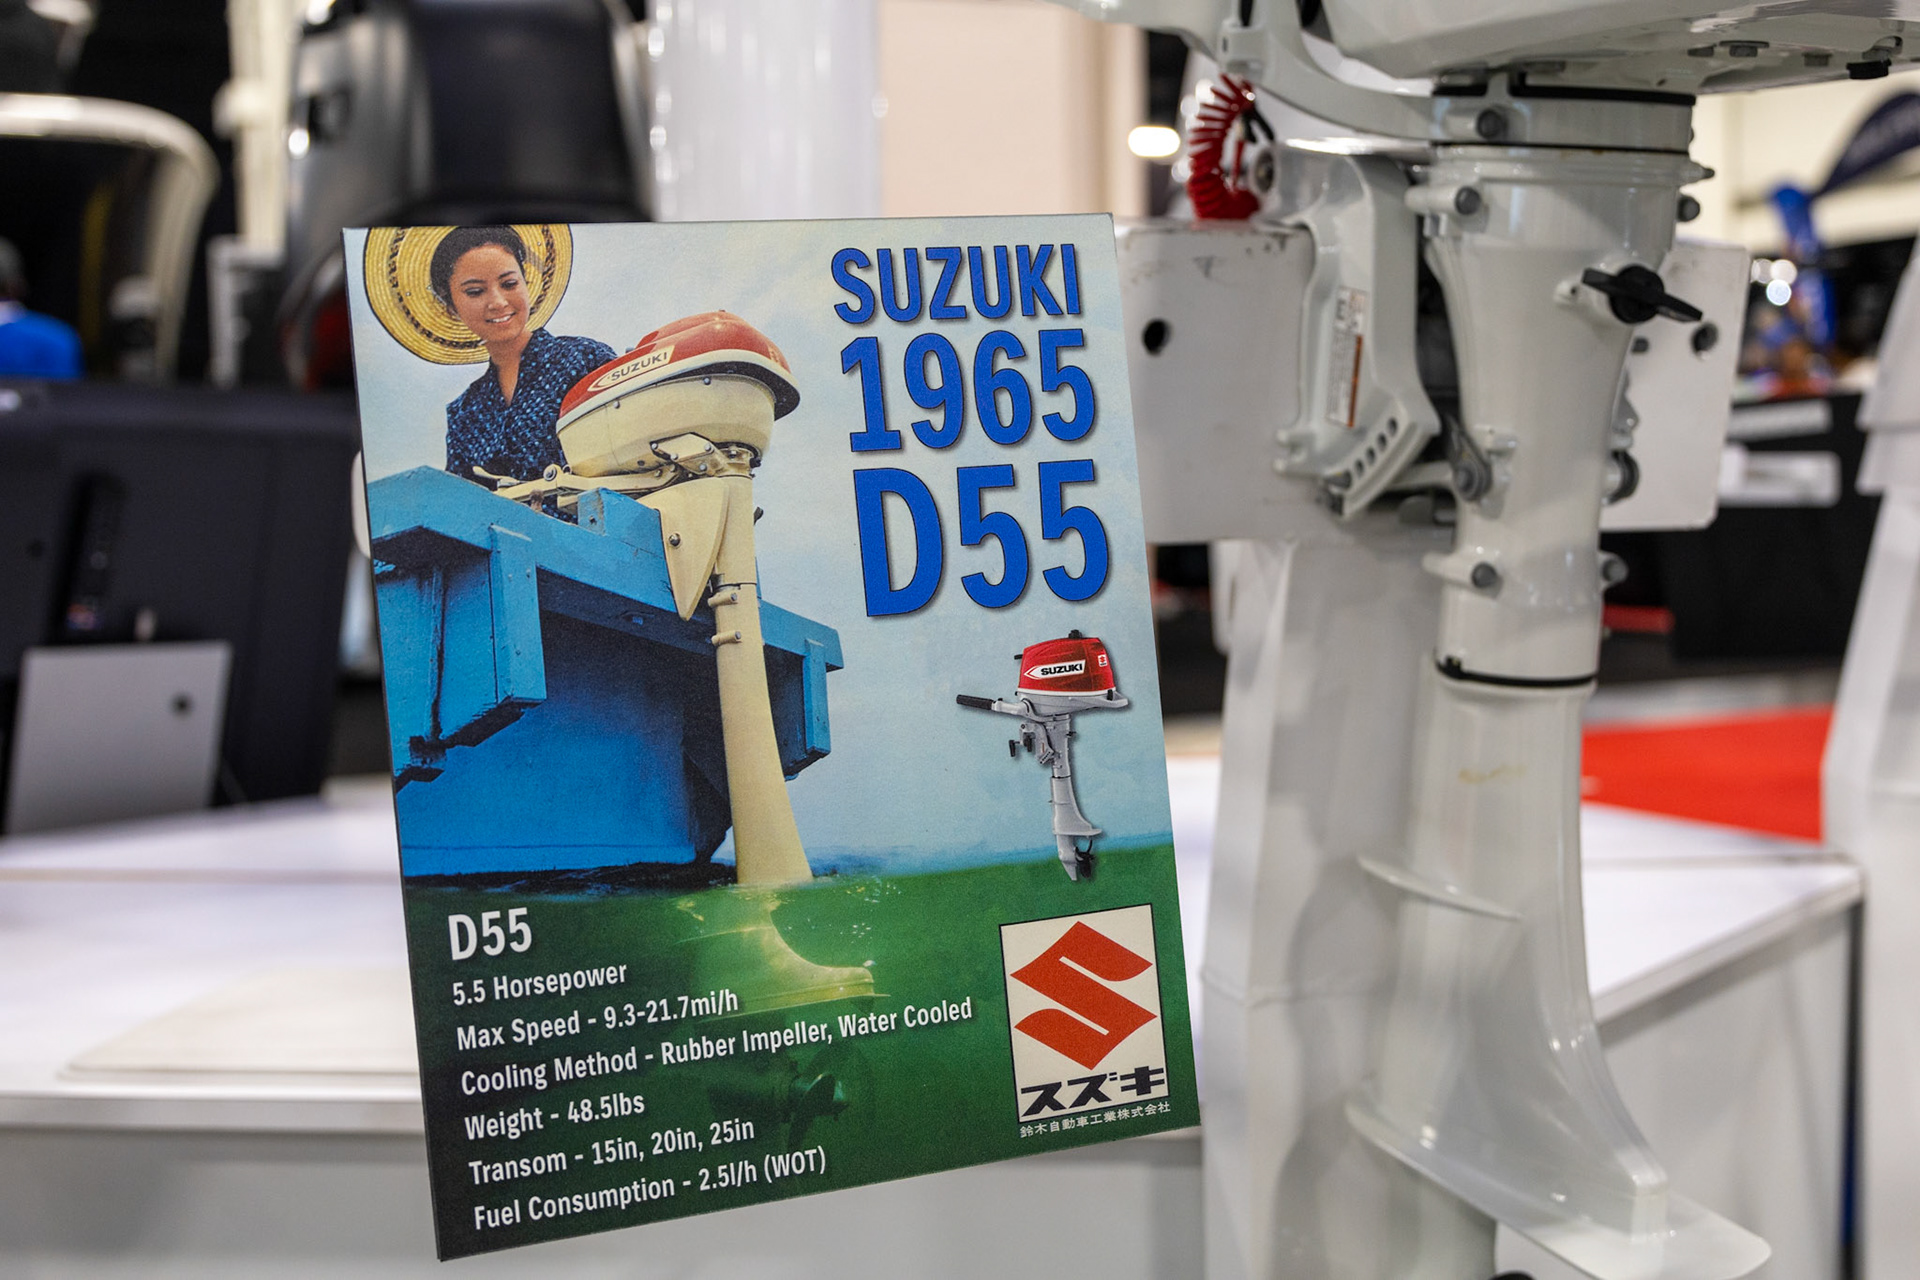 SUZUKI
1965
D55
SUZUKI
SUZUKI
D55
5.5 Horsepower
Max Speed - 9.3-21.7mi/h
Cooling Method - Rubber Impeller, Water Cooled
Weight - 48.5lbs
Transom - 15in, 20in, 25in
Fuel Consumption - 2.5l/h (WOT)
スズキ
鈴木自動車工業株式会社